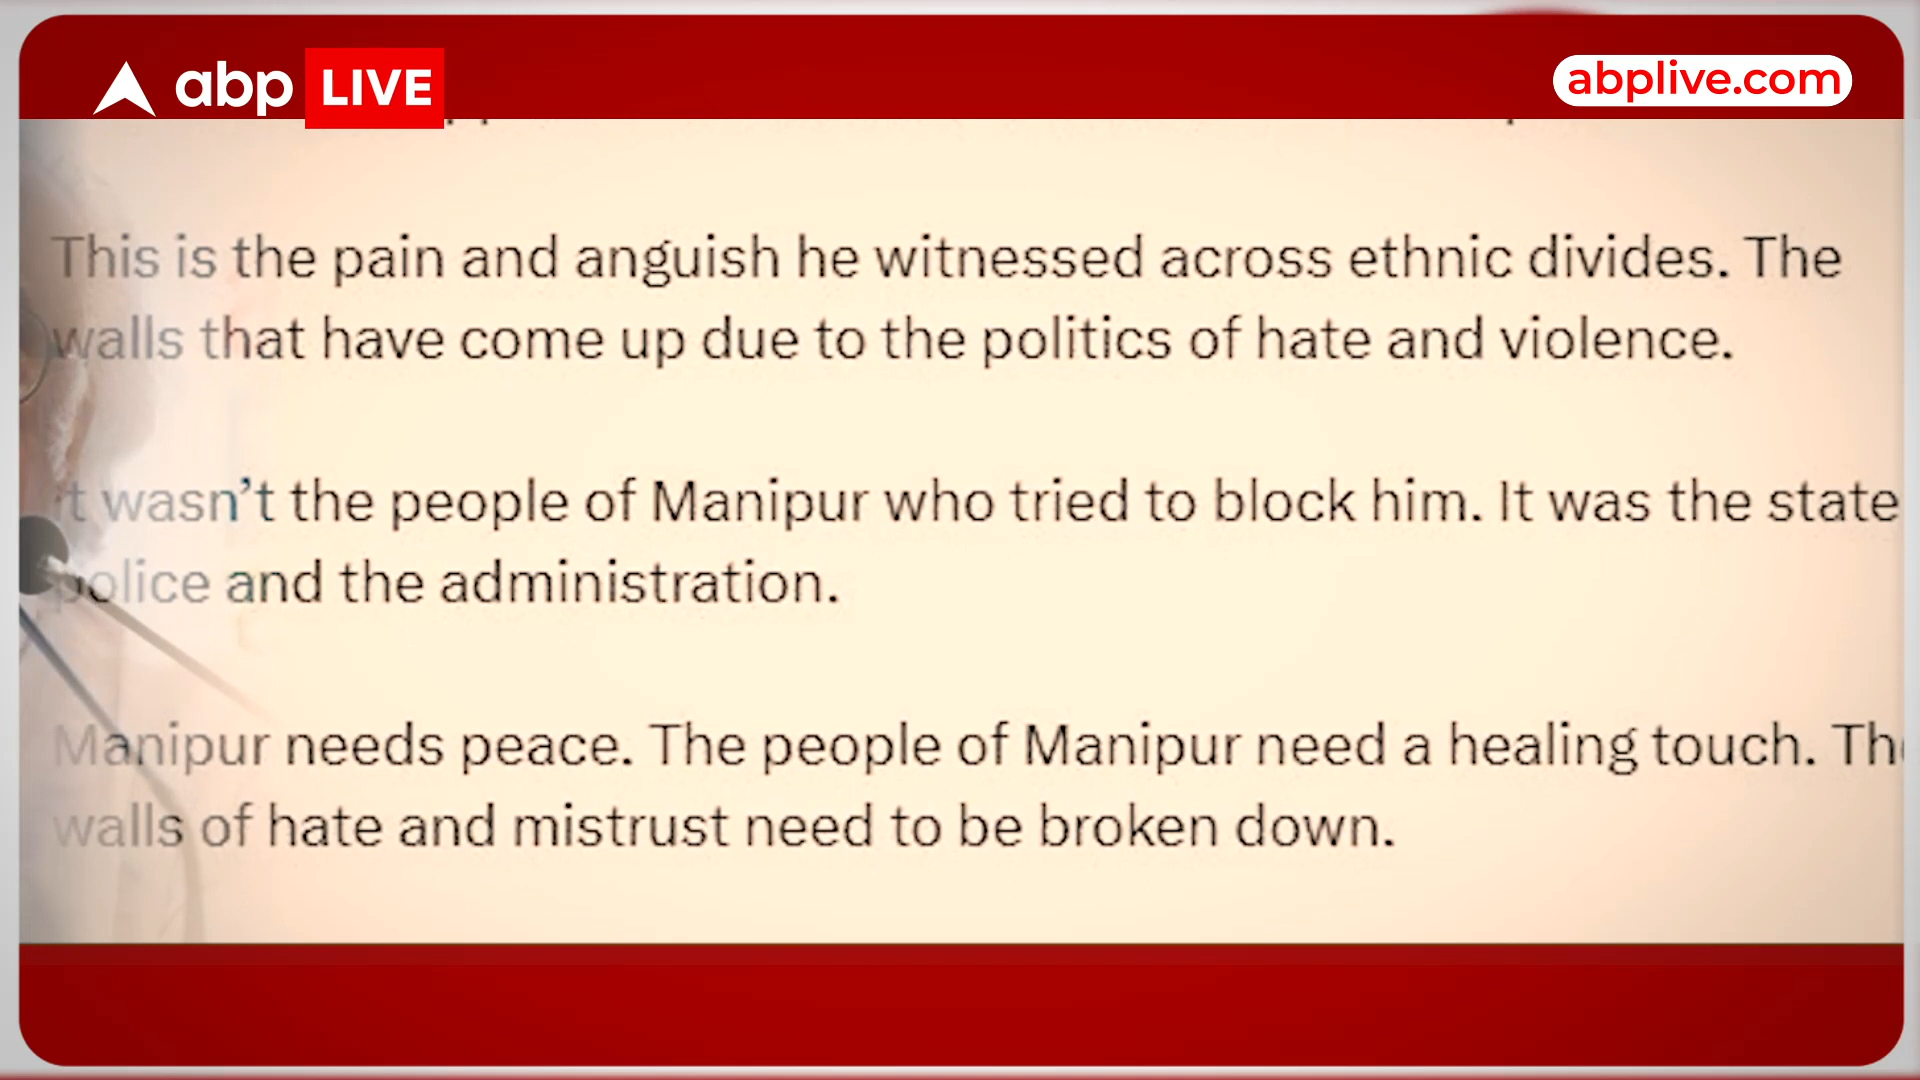 abp LIVE
abplive.com
This is the pain and anguish he witnessed across ethnic divides. The
walls that have come up due to the politics of hate and violence.
It wasn't the people of Manipur who tried to block him. It was the state
police and the administration.
Manipur needs peace. The people of Manipur need a healing touch. The
walls of hate and mistrust need to be broken down.